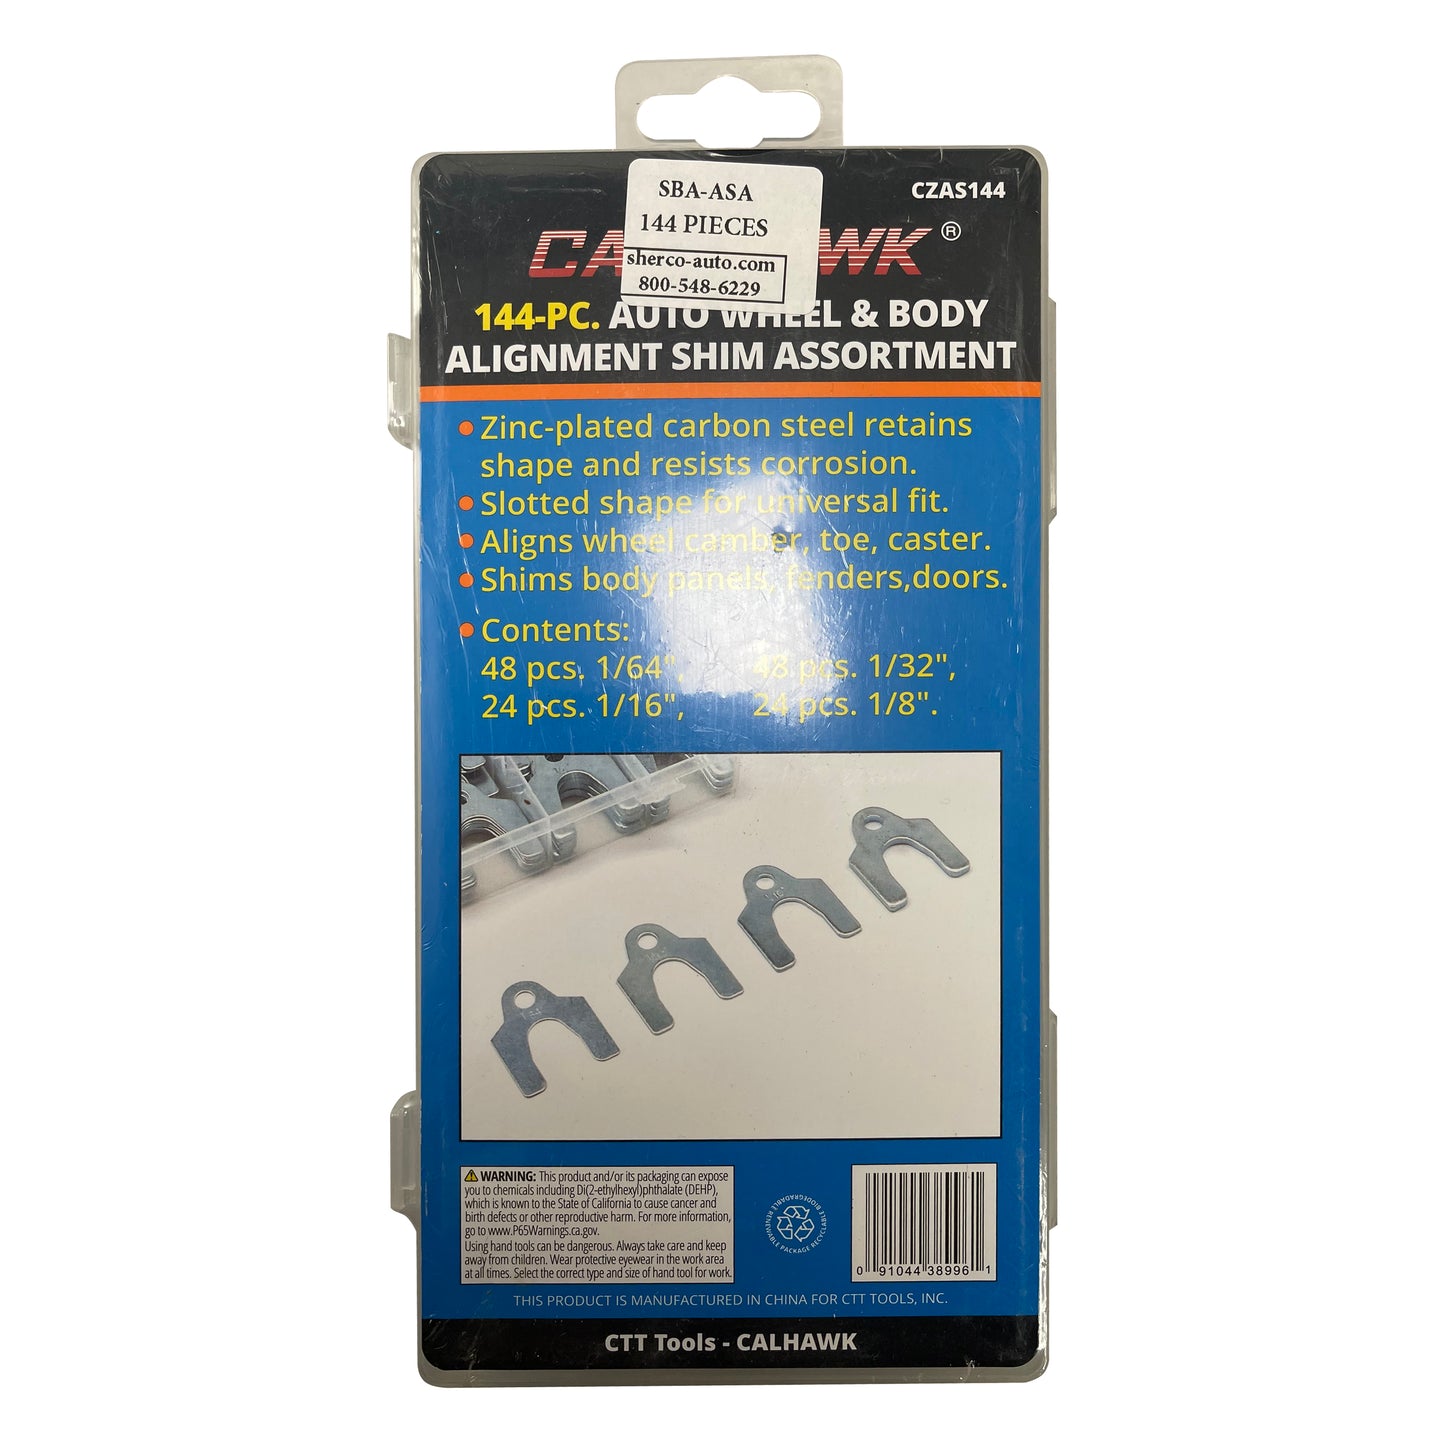 SBA-ASA
144 PIECES
sherco-auto.com
800-548-6229
CZAS144
CA WK ®
144-PC. AUTO WHEEL & BODY
ALIGNMENT SHIM ASSORTMENT
• Zinc-plated carbon steel retains
shape and resists corrosion.
• Slotted shape for universal fit.
• Aligns wheel camber, toe, caster.
• Shims body panels, fenders,doors.
• Contents:
48 pcs. 1/64", 48 pcs. 1/32",
24 pcs. 1/16", 24 pcs. 1/8".
WARNING: This product and/or its packaging can expose
you to chemicals including Di(2-ethylhexyl)phthalate (DEHP),
which is known to the State of California to cause cancer and
birth defects or other reproductive harm. For more information,
go to www.P65Warnings.ca.gov.
Using hand tools can be dangerous. Always take care and keep
away from children. Wear protective eyewear in the work area
at all times. Select the correct type and size of hand tool for work.
RENEWABLE PACKAGE RECYCLABLE BIODEGRADABLE
0 91044 38996 1
THIS PRODUCT IS MANUFACTURED IN CHINA FOR CTT TOOLS, INC.
CTT Tools - CALHAWK